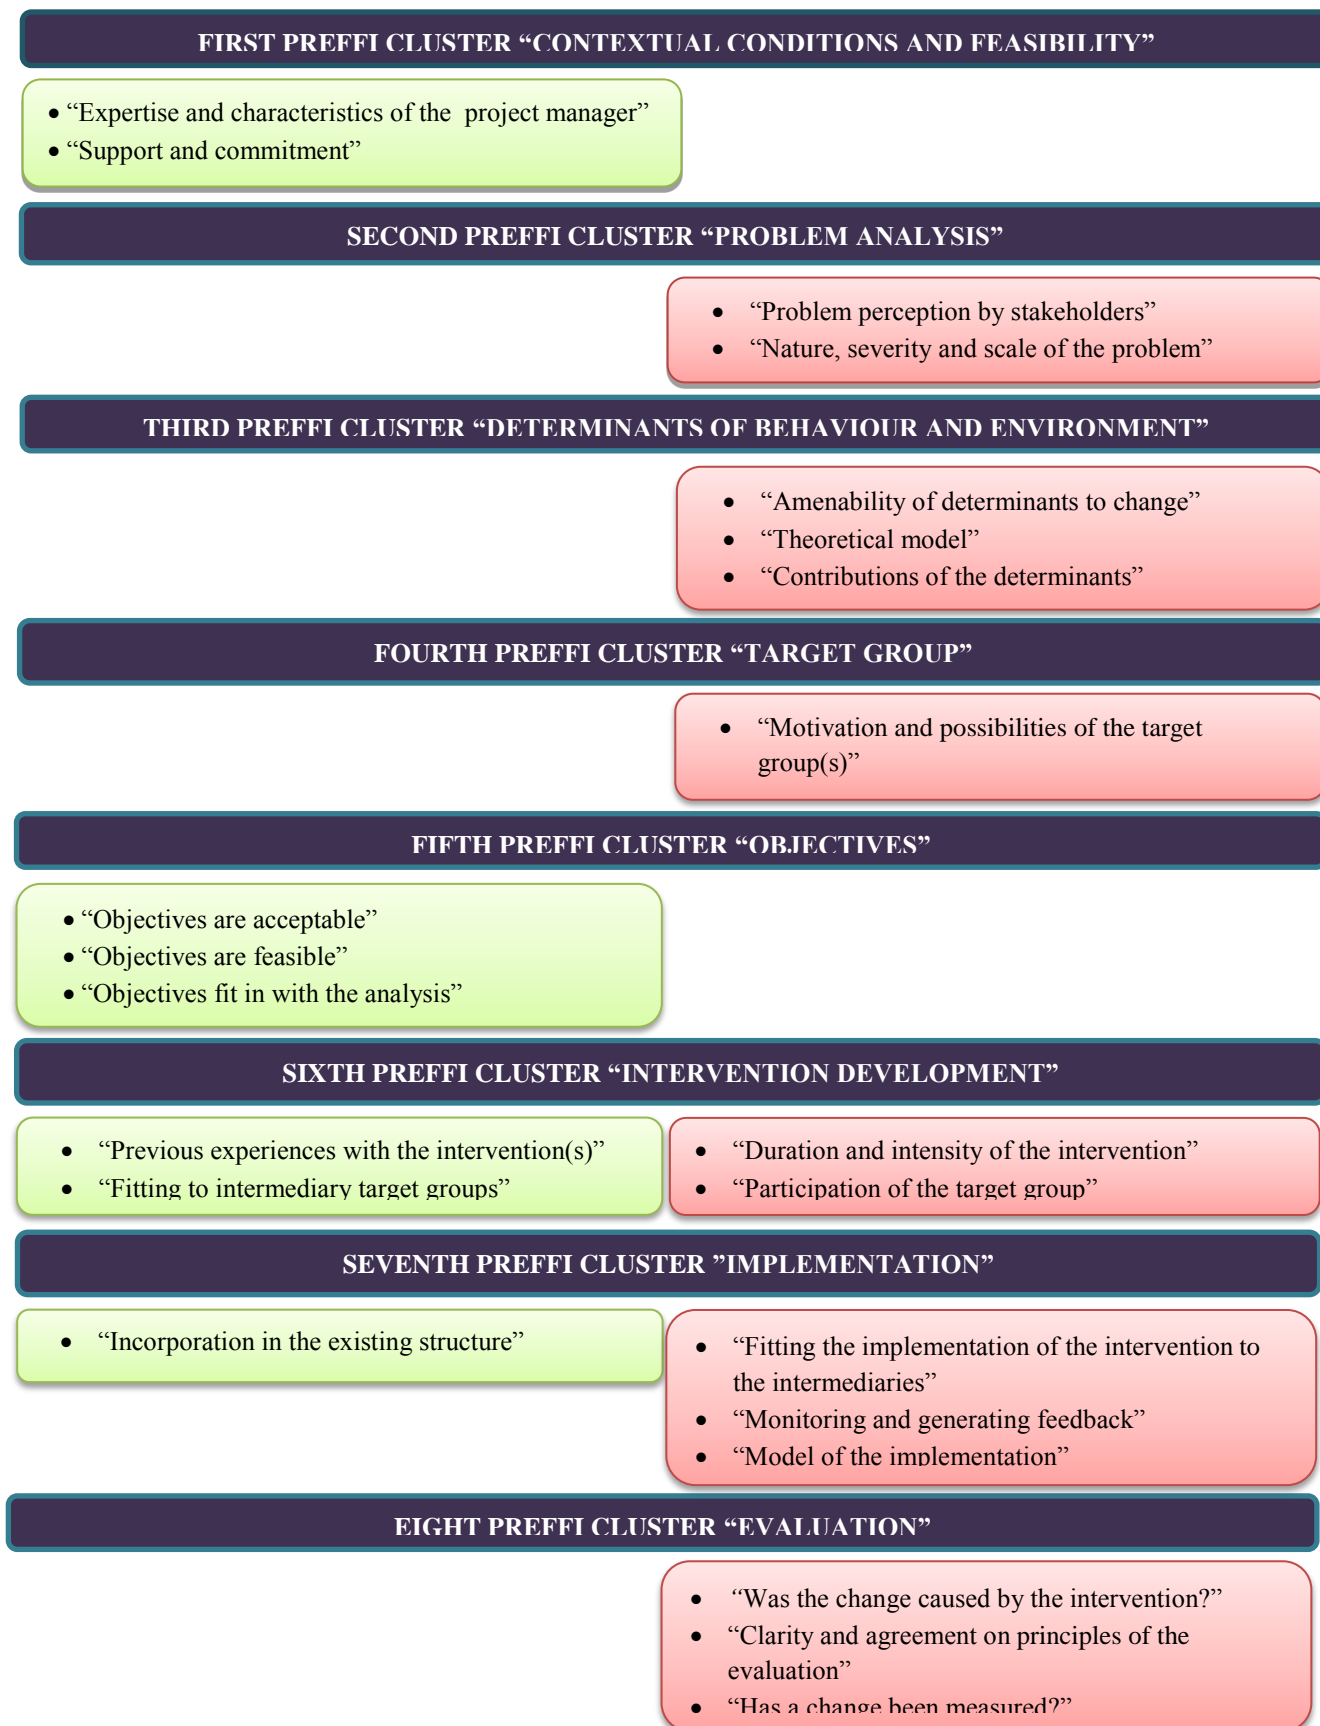 FIRST PREFFI CLUSTER “CONTEXTUAL CONDITIONS AND FEASIBILITY”
• “Expertise and characteristics of the project manager”
• “Support and commitment”
SECOND PREFFI CLUSTER “PROBLEM ANALYSIS”
• “Problem perception by stakeholders”
• “Nature, severity and scale of the problem”
THIRD PREFFI CLUSTER “DETERMINANTS OF BEHAVIOUR AND ENVIRONMENT”
• “Amenability of determinants to change”
• “Theoretical model”
• “Contributions of the determinants”
FOURTH PREFFI CLUSTER “TARGET GROUP”
• “Motivation and possibilities of the target
group(s)”
FIFTH PREFFI CLUSTER “OBJECTIVES”
• “Objectives are acceptable”
• “Objectives are feasible”
• “Objectives fit in with the analysis”
SIXTH PREFFI CLUSTER “INTERVENTION DEVELOPMENT”
• “Previous experiences with the intervention(s)”
• “Fitting to intermediary target groups”
• “Duration and intensity of the intervention”
• “Participation of the target group”
SEVENTH PREFFI CLUSTER ”IMPLEMENTATION”
• “Incorporation in the existing structure”
• “Fitting the implementation of the intervention to
the intermediaries”
• “Monitoring and generating feedback”
• “Model of the implementation”
EIGHT PREFFI CLUSTER “EVALUATION”
• “Was the change caused by the intervention?”
• “Clarity and agreement on principles of the
evaluation”
• “Has a change been measured?”